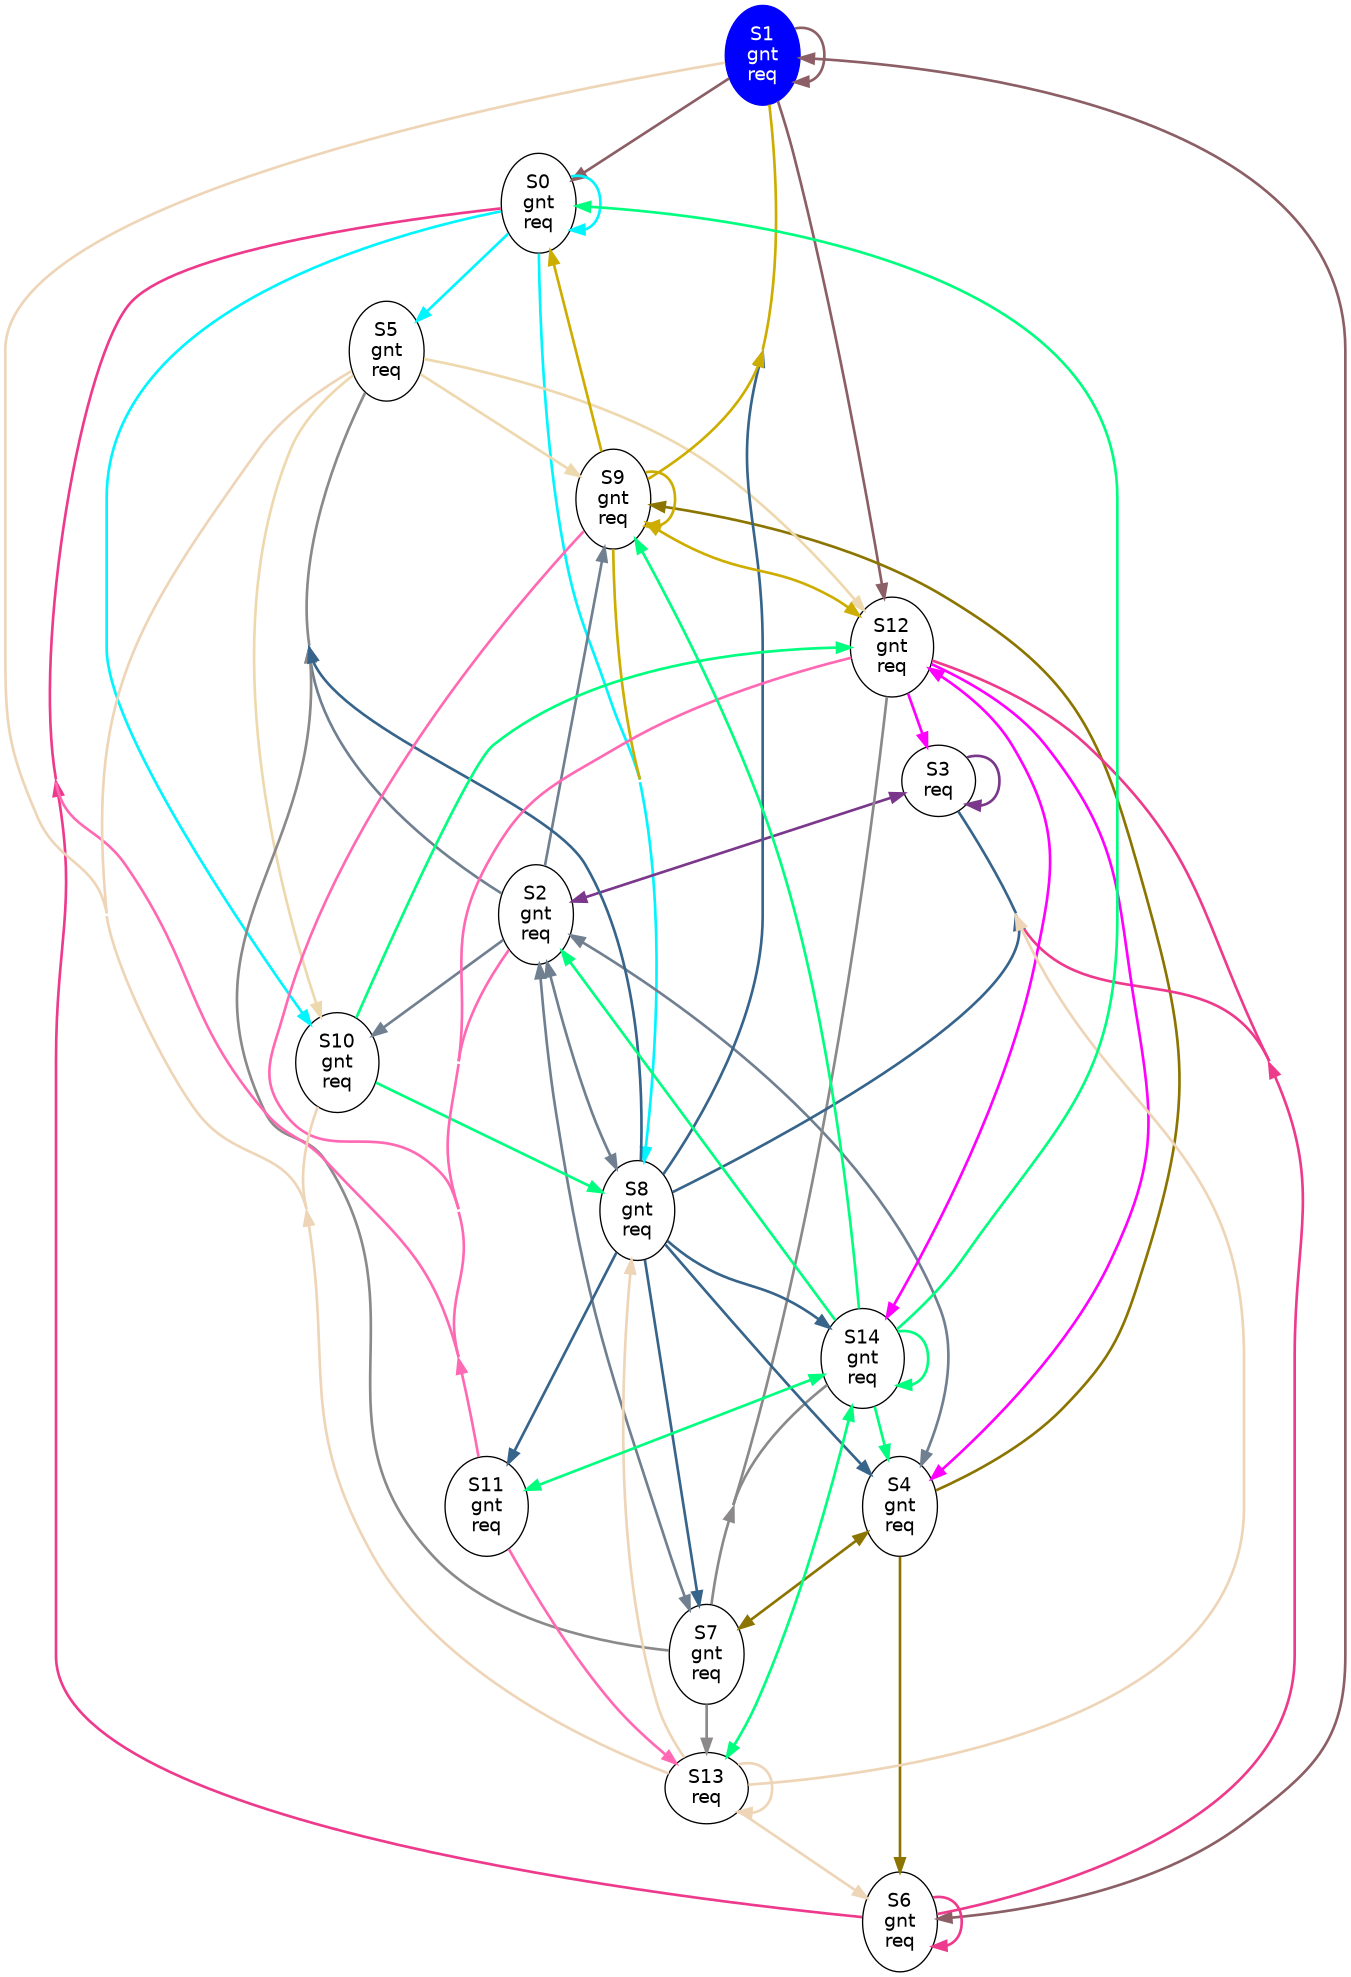 S1
gnt
req
S0
gnt
req
S5
gnt
req
S9
gnt
req
S12
gnt
req
S3
req
S2
gnt
req
S10
gnt
req
S8
gnt
req
S14
gnt
req
S11
gnt
req
S4
gnt
req
S7
gnt
req
S13
req
S6
gnt
req